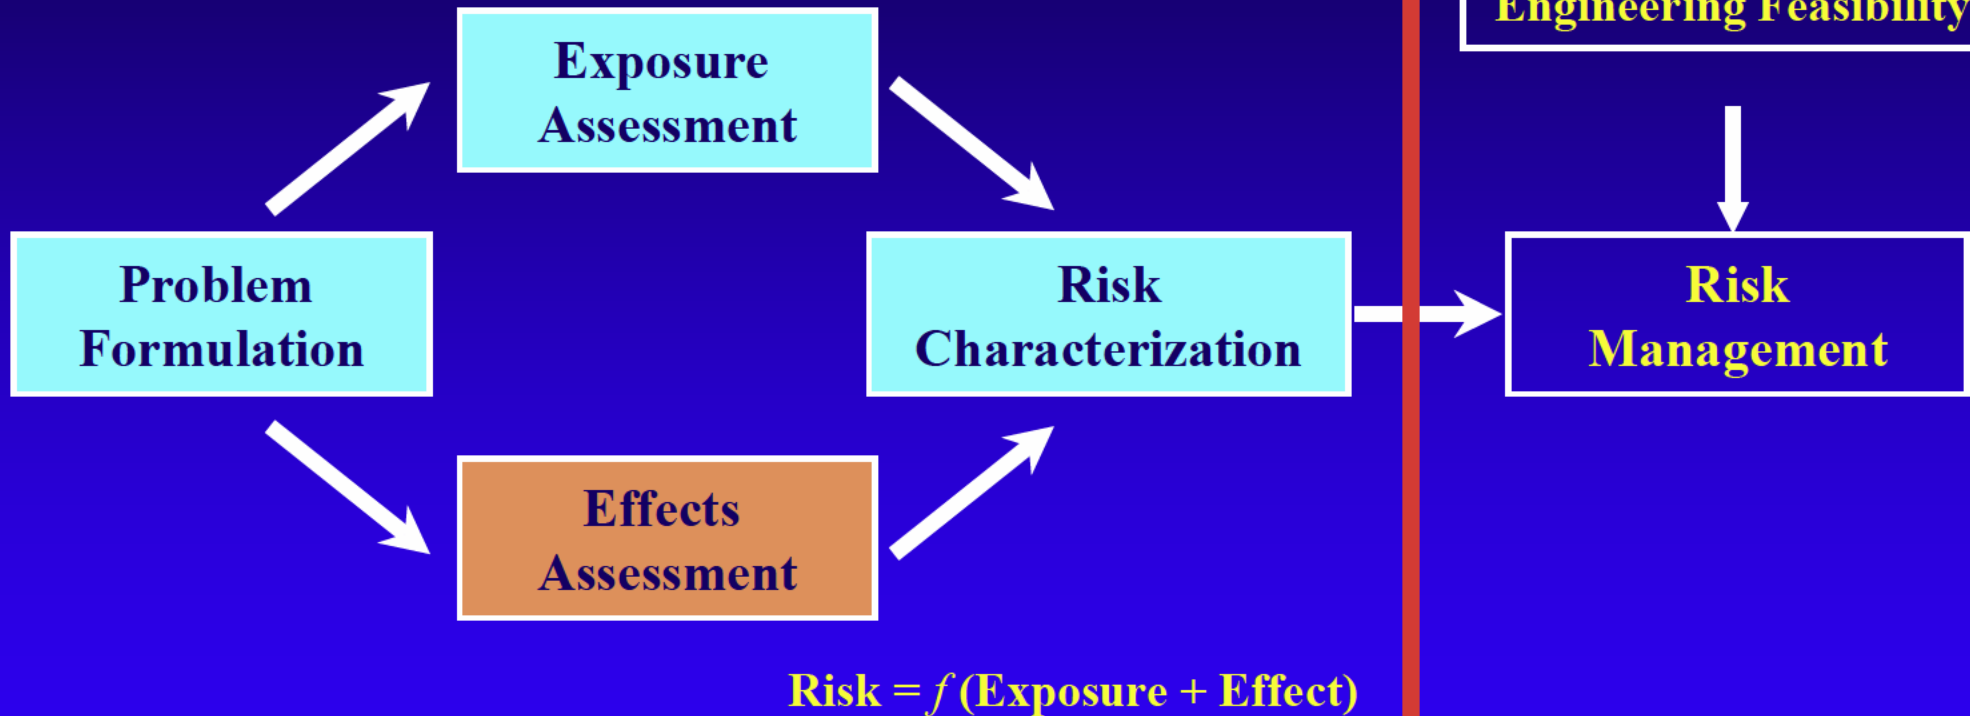 Engineering Feasibility
Exposure
Assessment
Problem
Formulation
Risk
Characterization
Risk
Management
Effects
Assessment
Risk = f (Exposure + Effect)